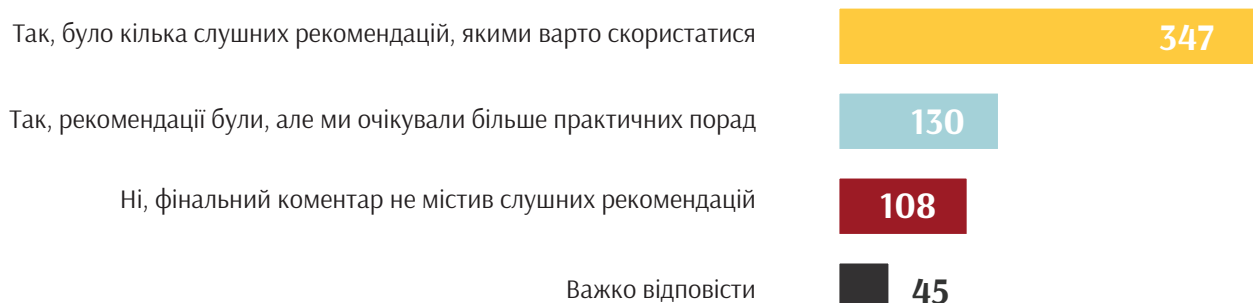 Так, було кілька слушних рекомендацій, якими варто скористатися
347
Так, рекомендації були, але ми очікували більше практичних порад
130
Ні, фінальний коментар не містив слушних рекомендацій
108
Важко відповісти
45